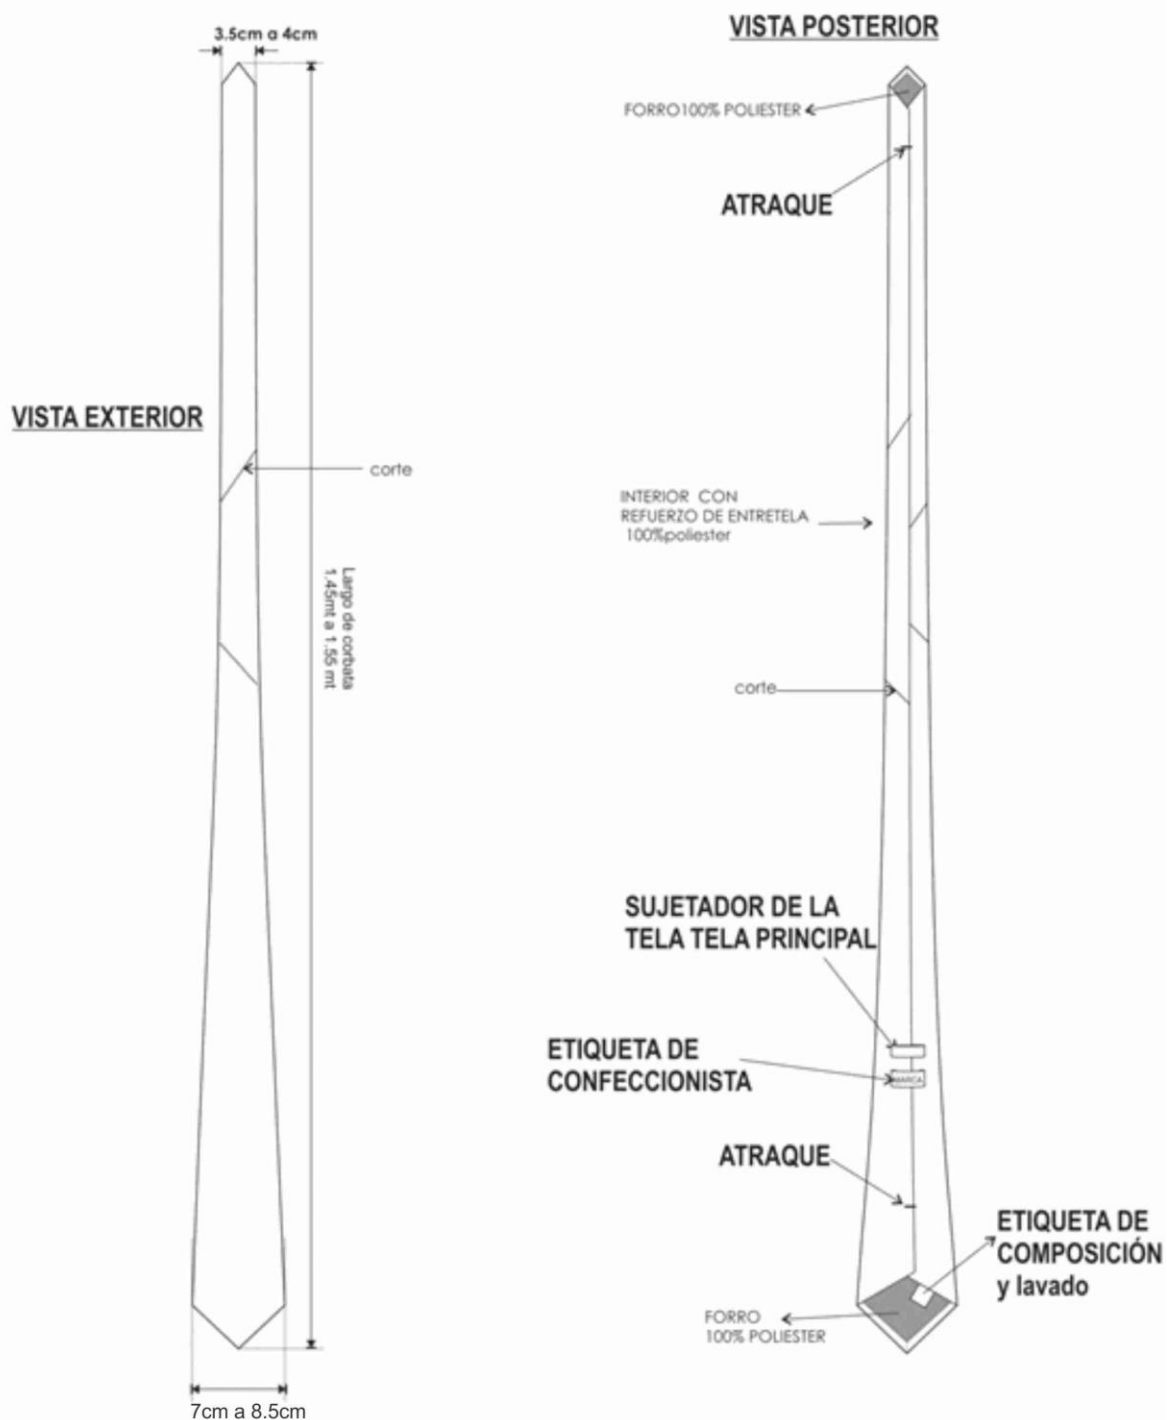 3.5cm a 4cm
VISTA EXTERIOR
corte
Largo de corbata
1.45mt a 1.55 mt
7cm a 8.5cm
VISTA POSTERIOR
FORRO100% POLIESTER
ATRAQUE
INTERIOR CON
REFUERZO DE ENTRETELA
100%poliester
corte
SUJETADOR DE LA
TELA TELA PRINCIPAL
ETIQUETA DE
CONFECCIONISTA
MARCA
ATRAQUE
ETIQUETA DE
COMPOSICIÓN
y lavado
FORRO
100% POLIESTER